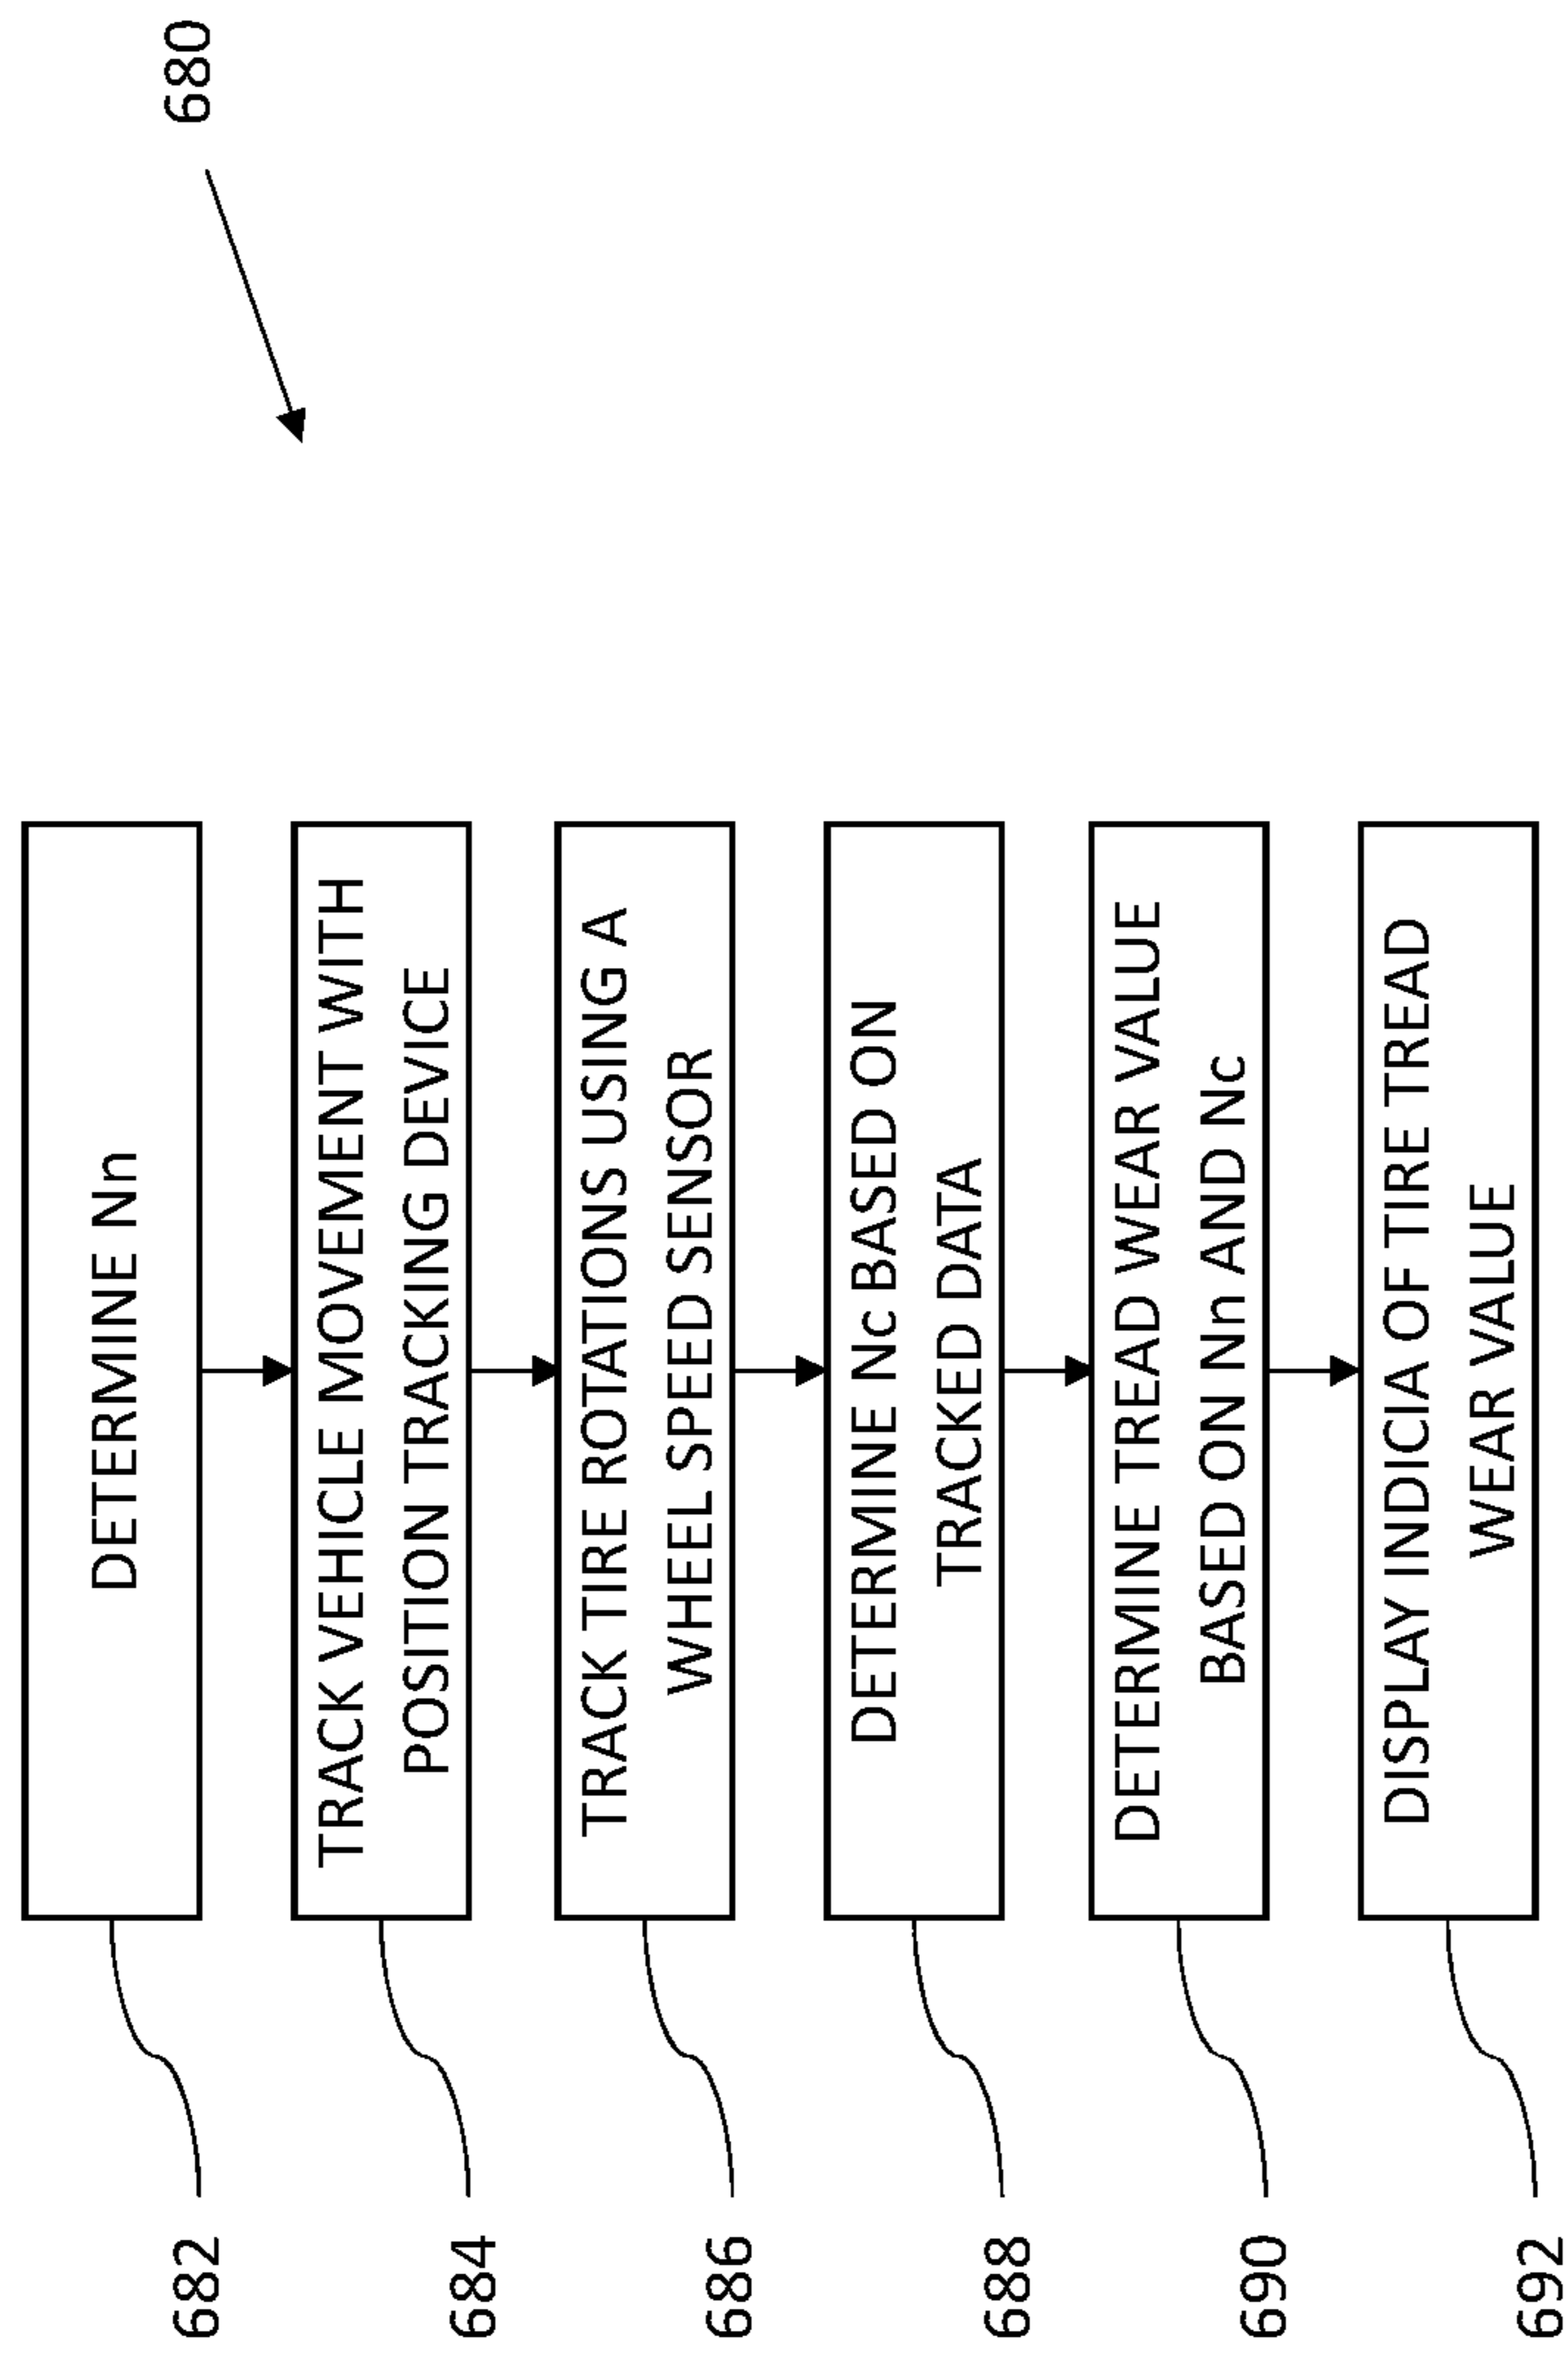 680
682
DETERMINE Nn
684
TRACK VEHICLE MOVEMENT WITH
POSITION TRACKING DEVICE
686
TRACK TIRE ROTATIONS USING A
WHEEL SPEED SENSOR
688
DETERMINE Nc BASED ON
TRACKED DATA
690
DETERMINE TREAD WEAR VALUE
BASED ON Nn AND Nc
692
DISPLAY INDICIA OF TIRE TREAD
WEAR VALUE